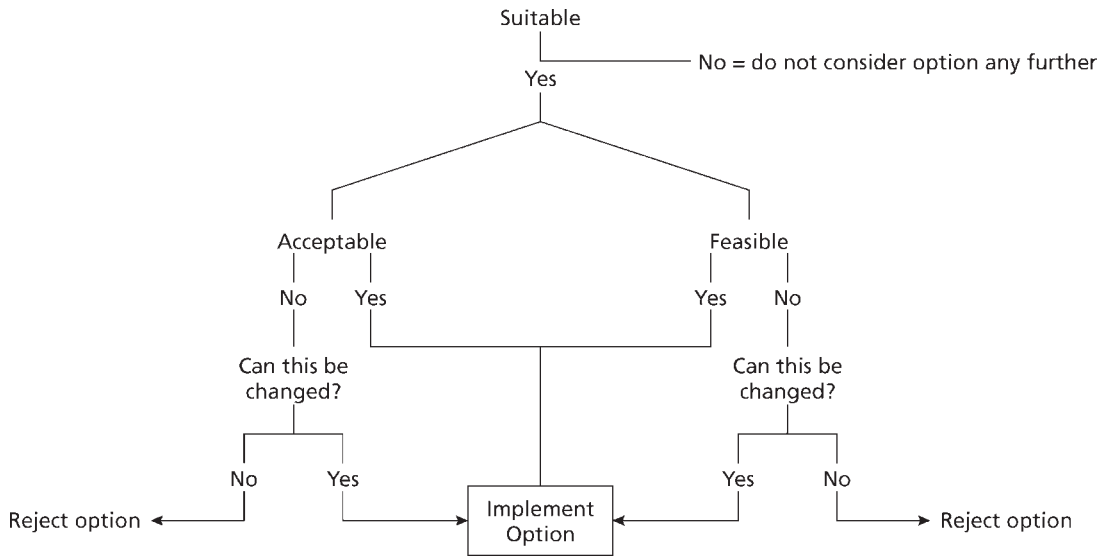 Suitable
No = do not consider option any further
Yes
Acceptable
Feasible
No
Yes
Yes
No
Can this be
changed?
Can this be
changed?
No
Yes
Yes
No
Reject option
Implement
Option
Reject option